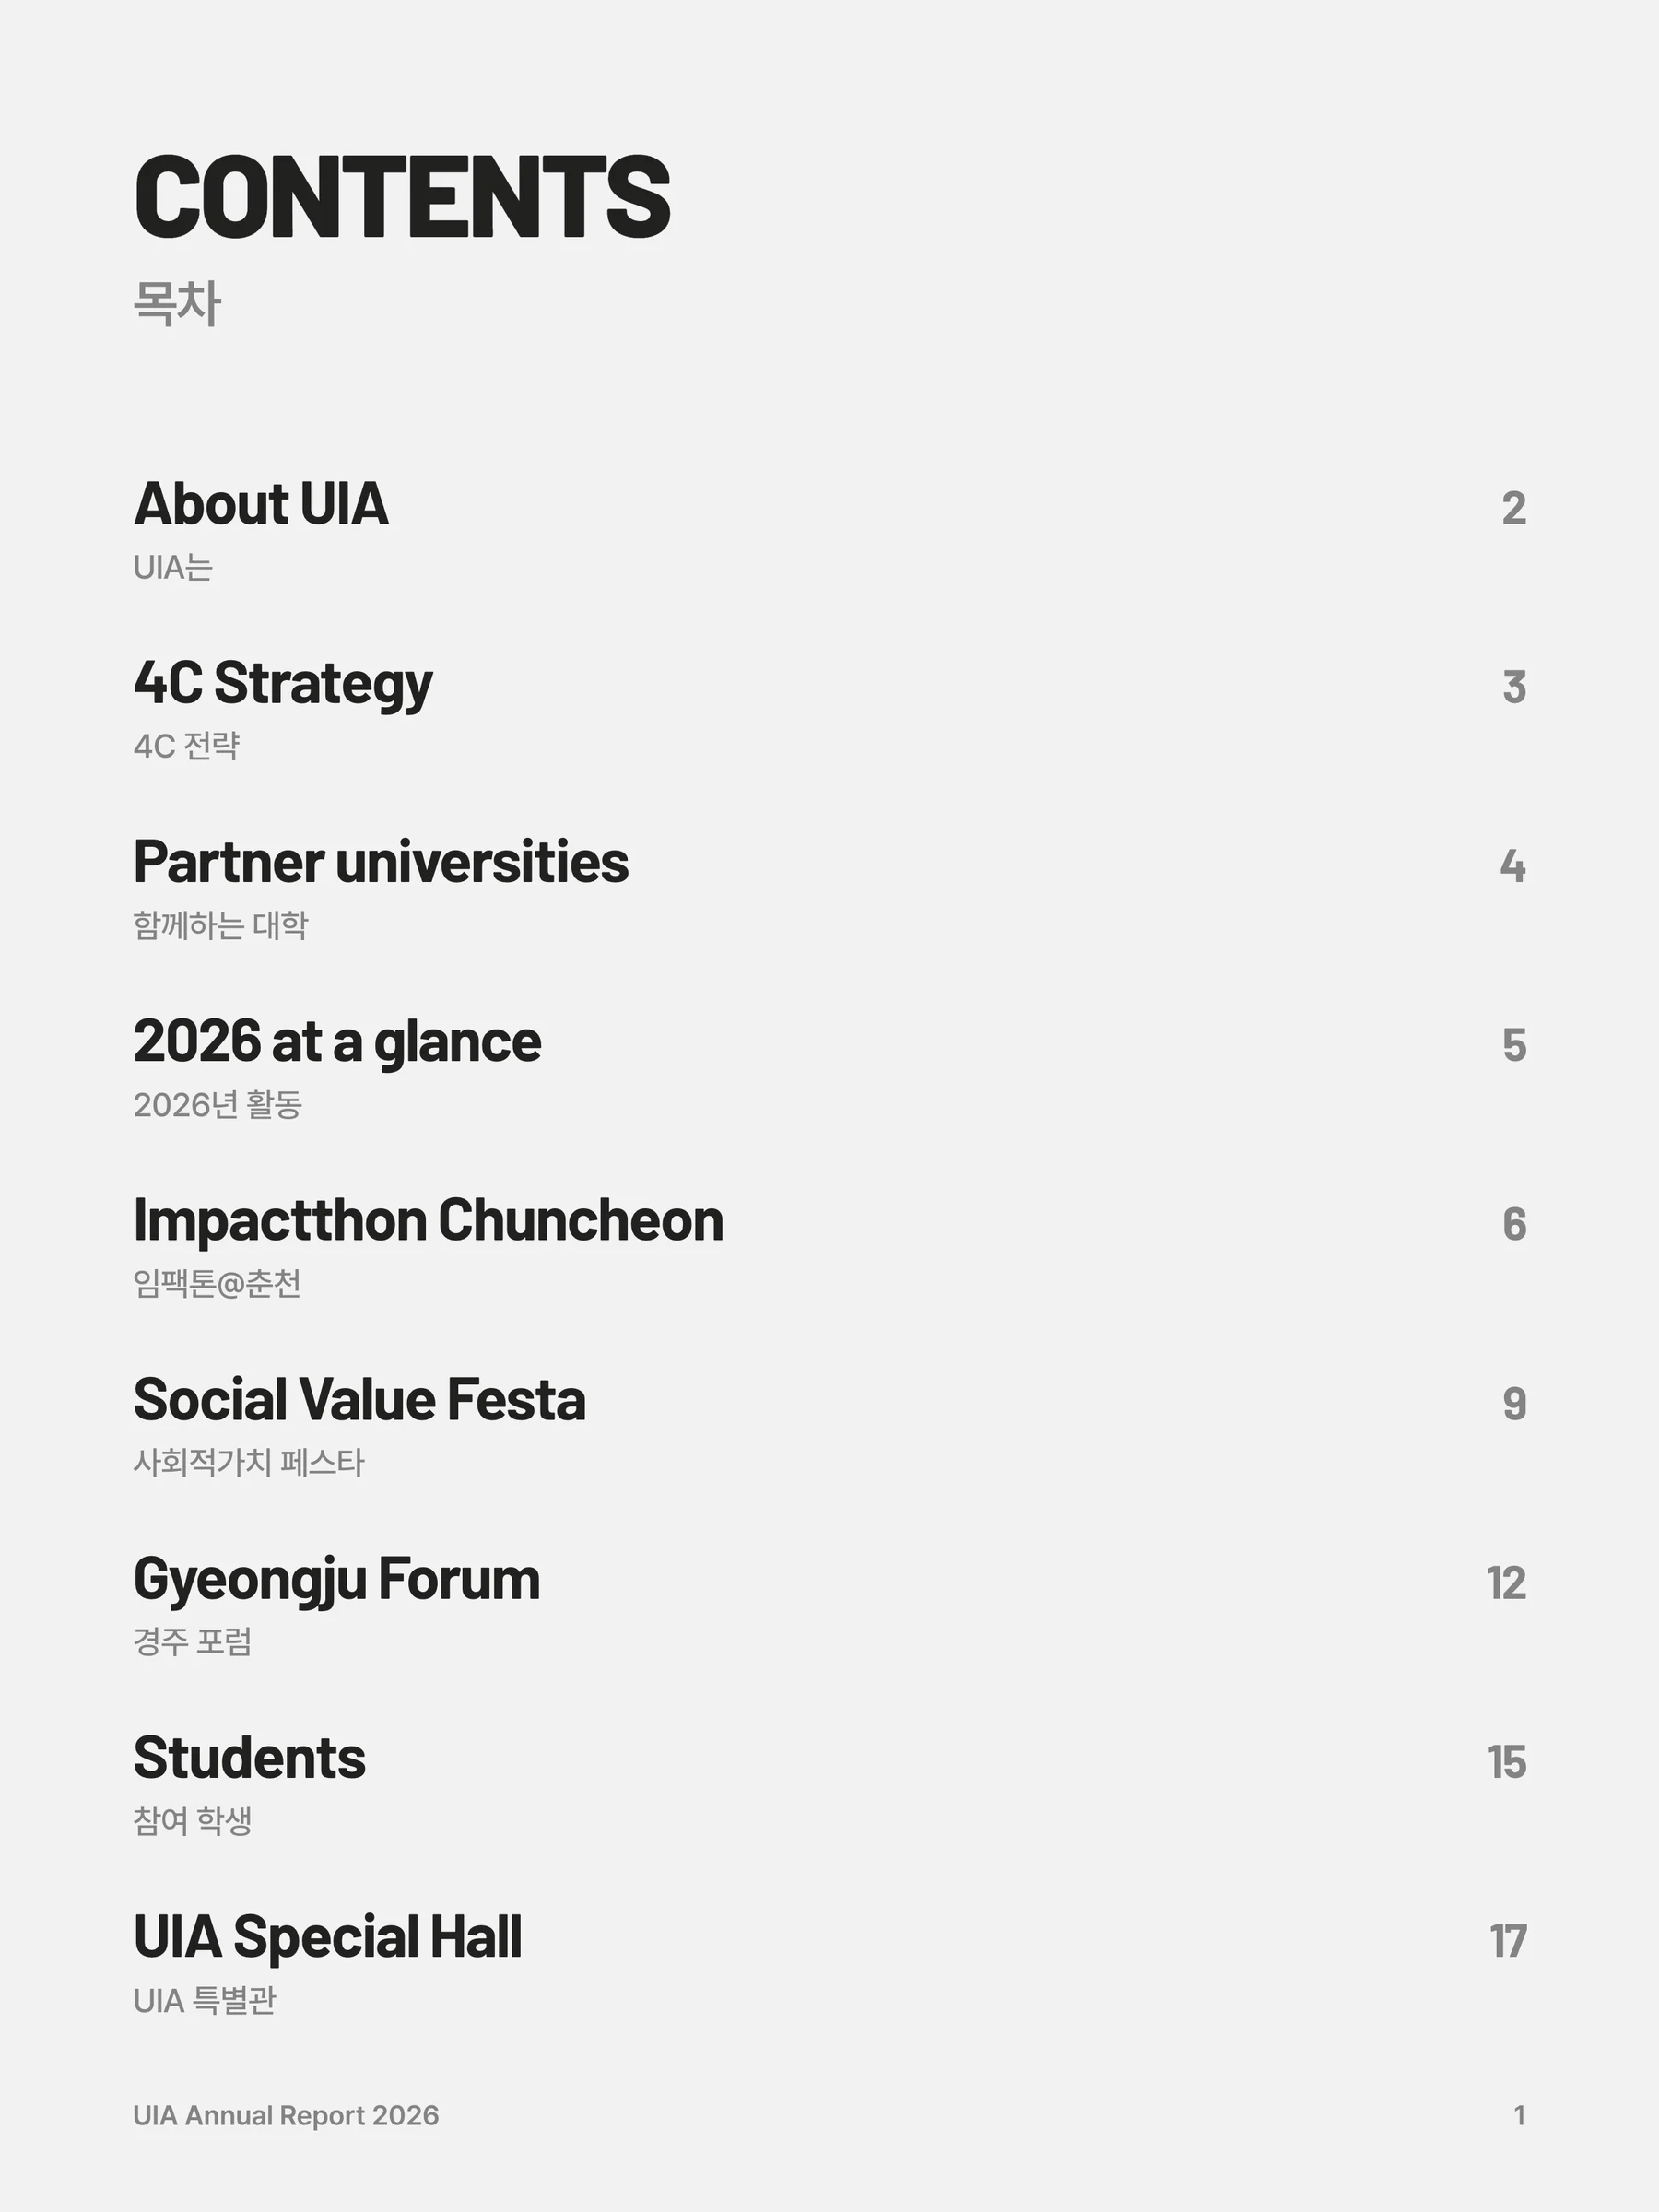 CONTENTS
목차
About UIA 2
UIA는
4C Strategy 3
4C 전략
Partner universities 4
함께하는 대학
2026 at a glance 5
2026년 활동
Impactthon Chuncheon 6
임팩톤@춘천
Social Value Festa 9
사회적가치 페스타
Gyeongju Forum 12
경주 포럼
Students 15
참여 학생
UIA Special Hall 17
UIA 특별관
UIA Annual Report 2026 1